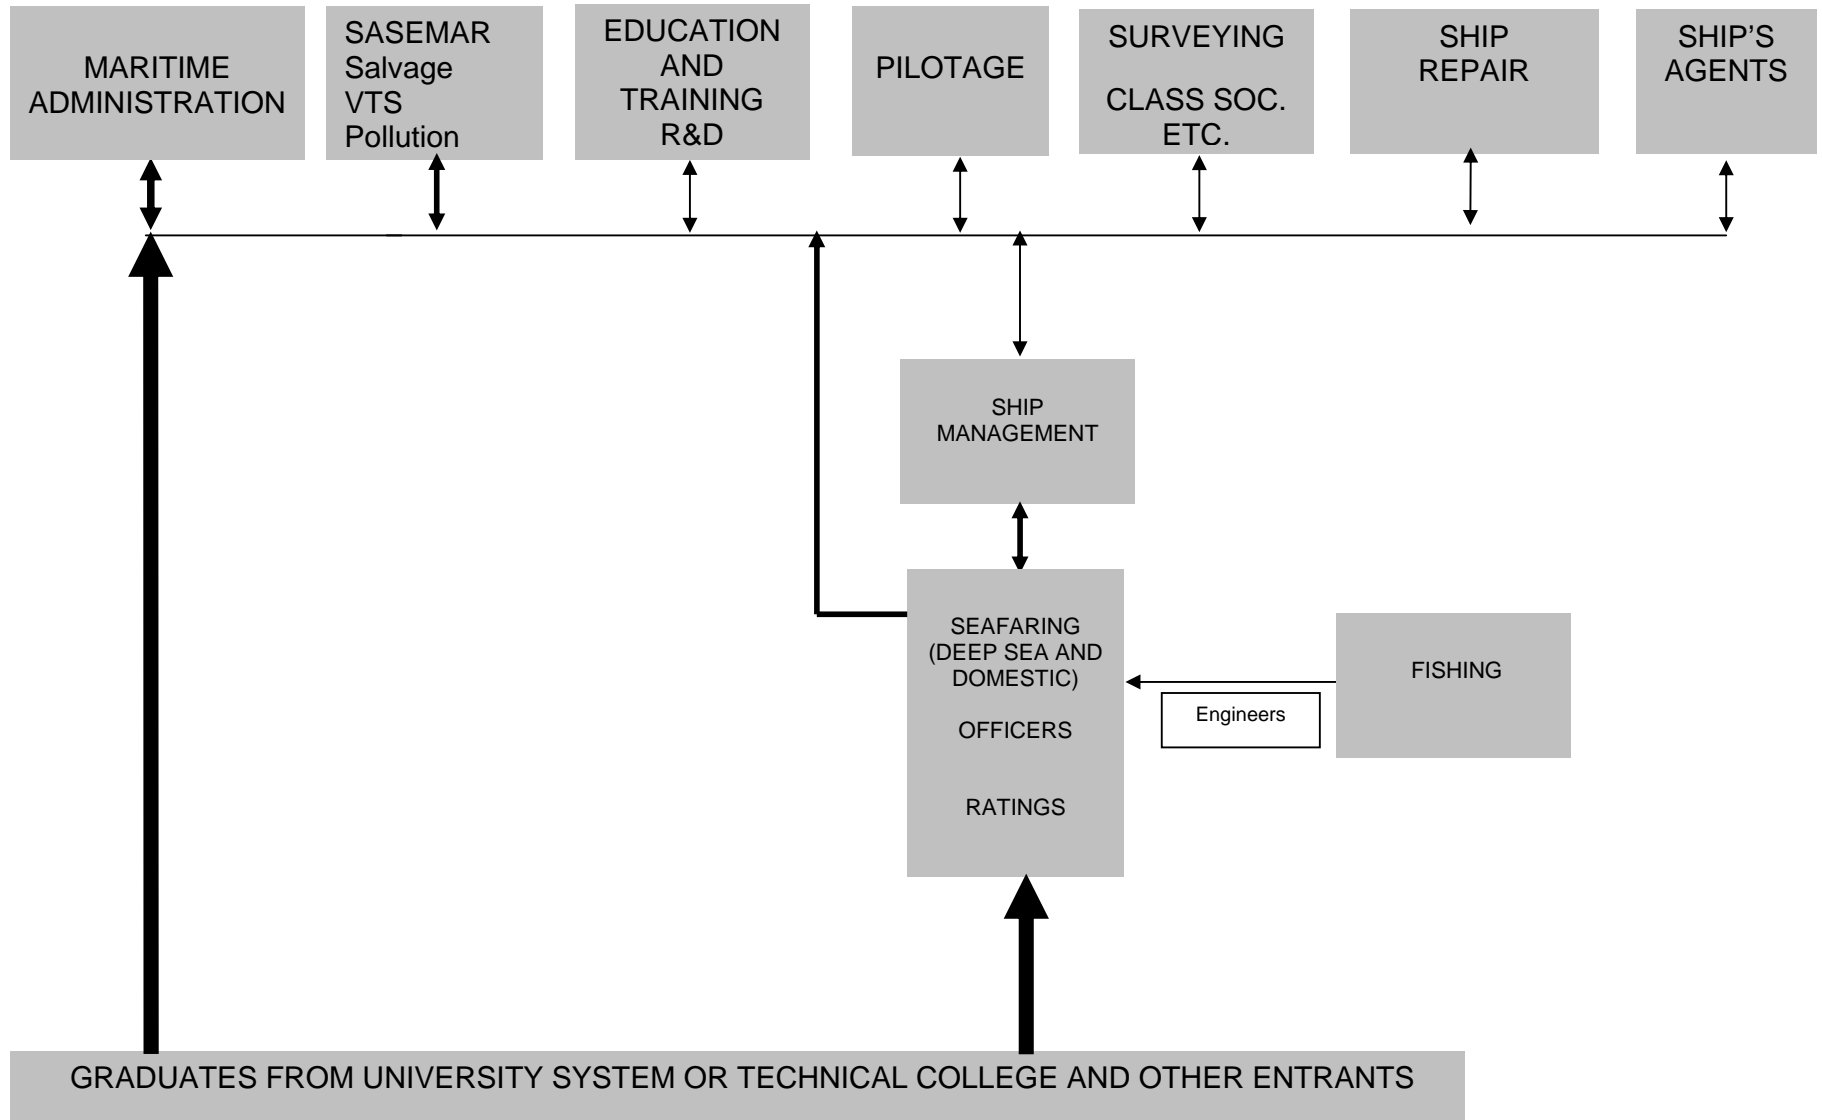 MARITIME
ADMINISTRATION
SASEMAR
Salvage
VTS
Pollution
EDUCATION
AND
TRAINING
R&D
PILOTAGE
SURVEYING
CLASS SOC.
ETC.
SHIP
REPAIR
SHIP'S
AGENTS
SHIP
MANAGEMENT
SEAFARING
(DEEP SEA AND
DOMESTIC)
OFFICERS
RATINGS
Engineers
FISHING
GRADUATES FROM UNIVERSITY SYSTEM OR TECHNICAL COLLEGE AND OTHER ENTRANTS